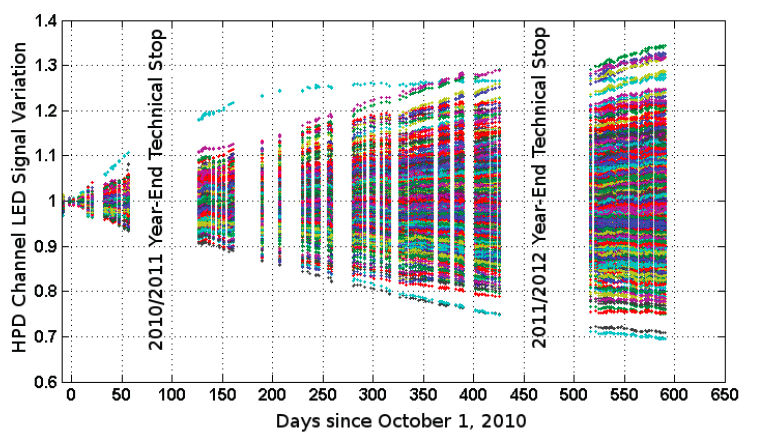 HPD Channel LED Signal Variation
1.4
1.3
1.2
1.1
1
0.9
0.8
0.7
0.6
2010/2011 Year-End Technical Stop
2011/2012 Year-End Technical Stop
0 50 100 150 200 250 300 350 400 450 500 550 600 650
Days since October 1, 2010